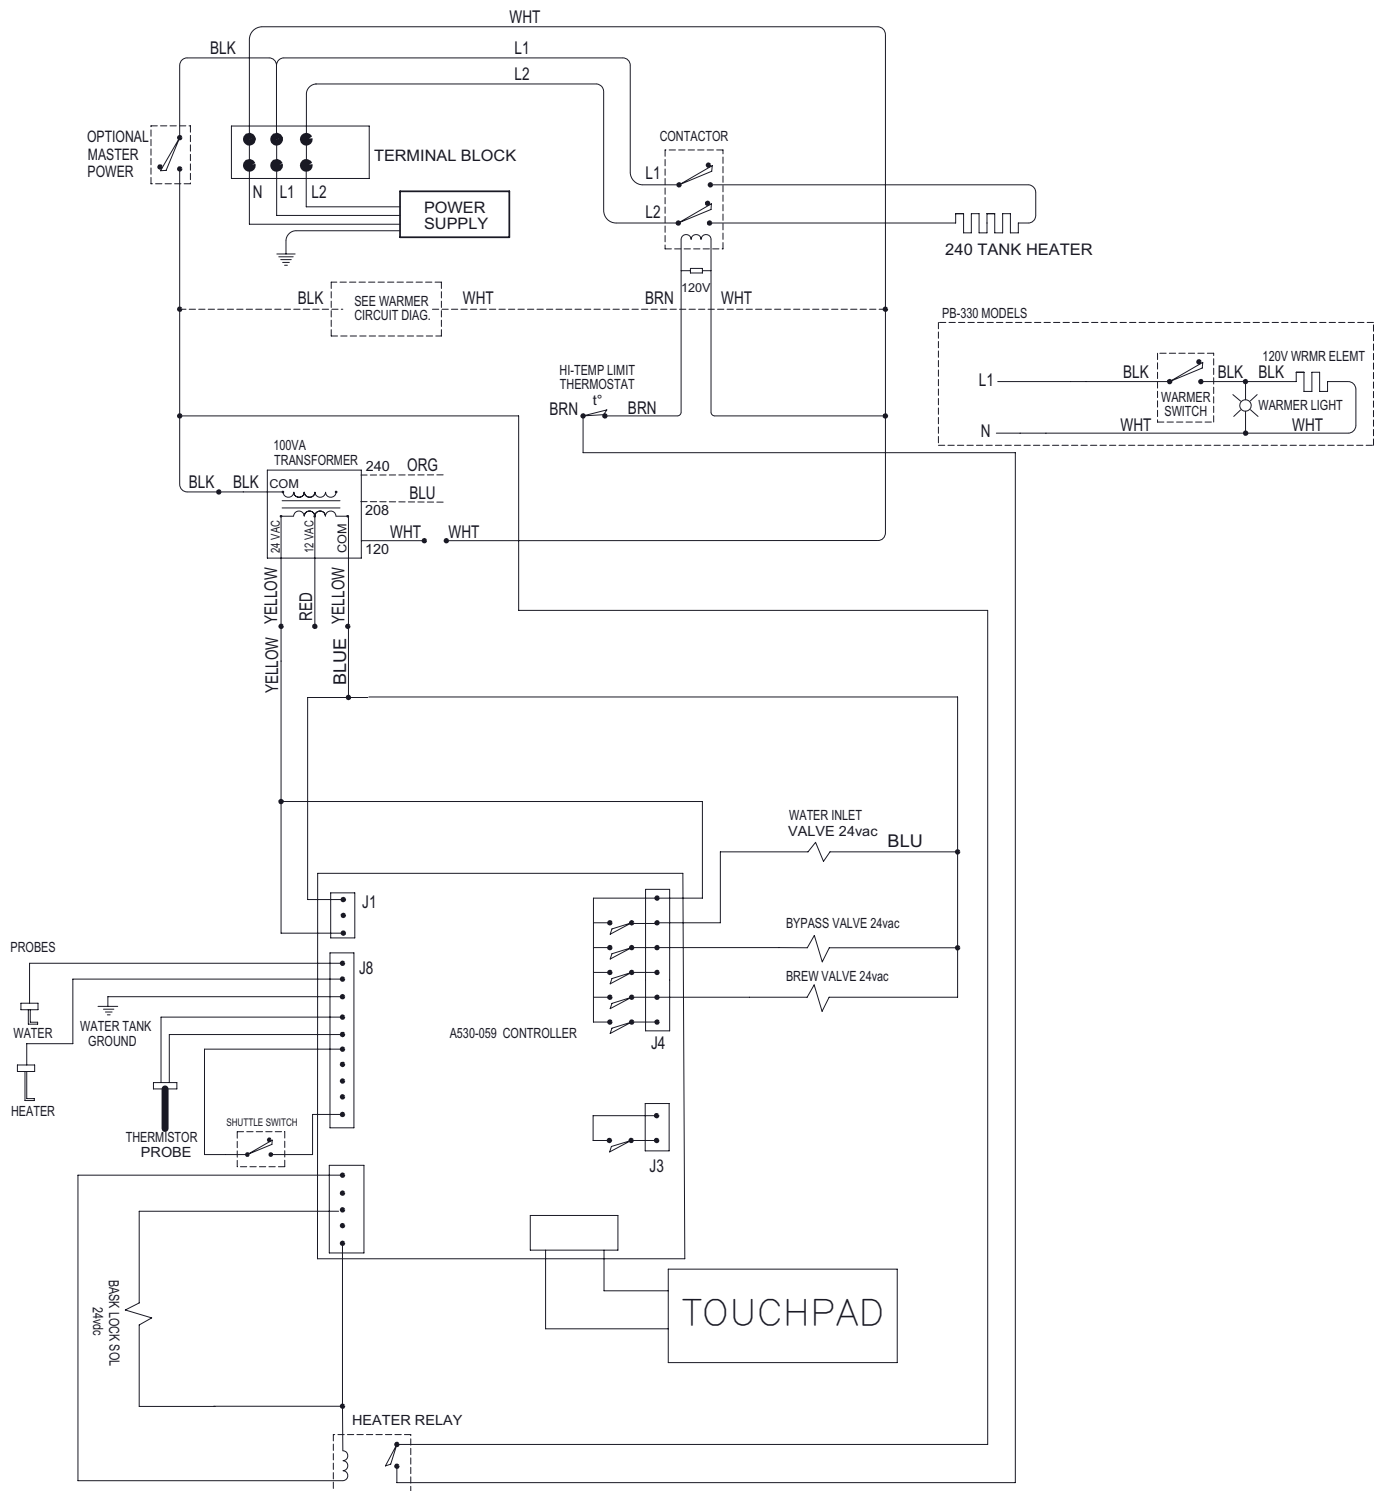 WHT
BLK
L1
L2
OPTIONAL
MASTER
POWER
TERMINAL BLOCK
N
L1
L2
POWER
SUPPLY
CONTACTOR
L1
L2
240 TANK HEATER
120V
BLK
SEE WARMER
CIRCUIT DIAG.
WHT
BRN
WHT
PB-330 MODELS
L1
BLK
WARMER
SWITCH
BLK
BLK
120V WRMR ELEMT
WARMER LIGHT
N
WHT
WHT
HI-TEMP LIMIT
THERMOSTAT
t°
BRN
BRN
100VA
TRANSFORMER
240
ORG
BLK
BLK
COM
BLU
208
24 VAC
12 VAC
COM
WHT
WHT
120
YELLOW
RED
YELLOW
YELLOW
BLUE
WATER INLET
VALVE 24vac
BLU
J1
BYPASS VALVE 24vac
PROBES
J8
BREW VALVE 24vac
WATER
WATER TANK
GROUND
A530-059 CONTROLLER
J4
HEATER
SHUTTLE SWITCH
THERMISTOR
PROBE
J3
BASK LOCK SOL
24vdc
TOUCHPAD
HEATER RELAY